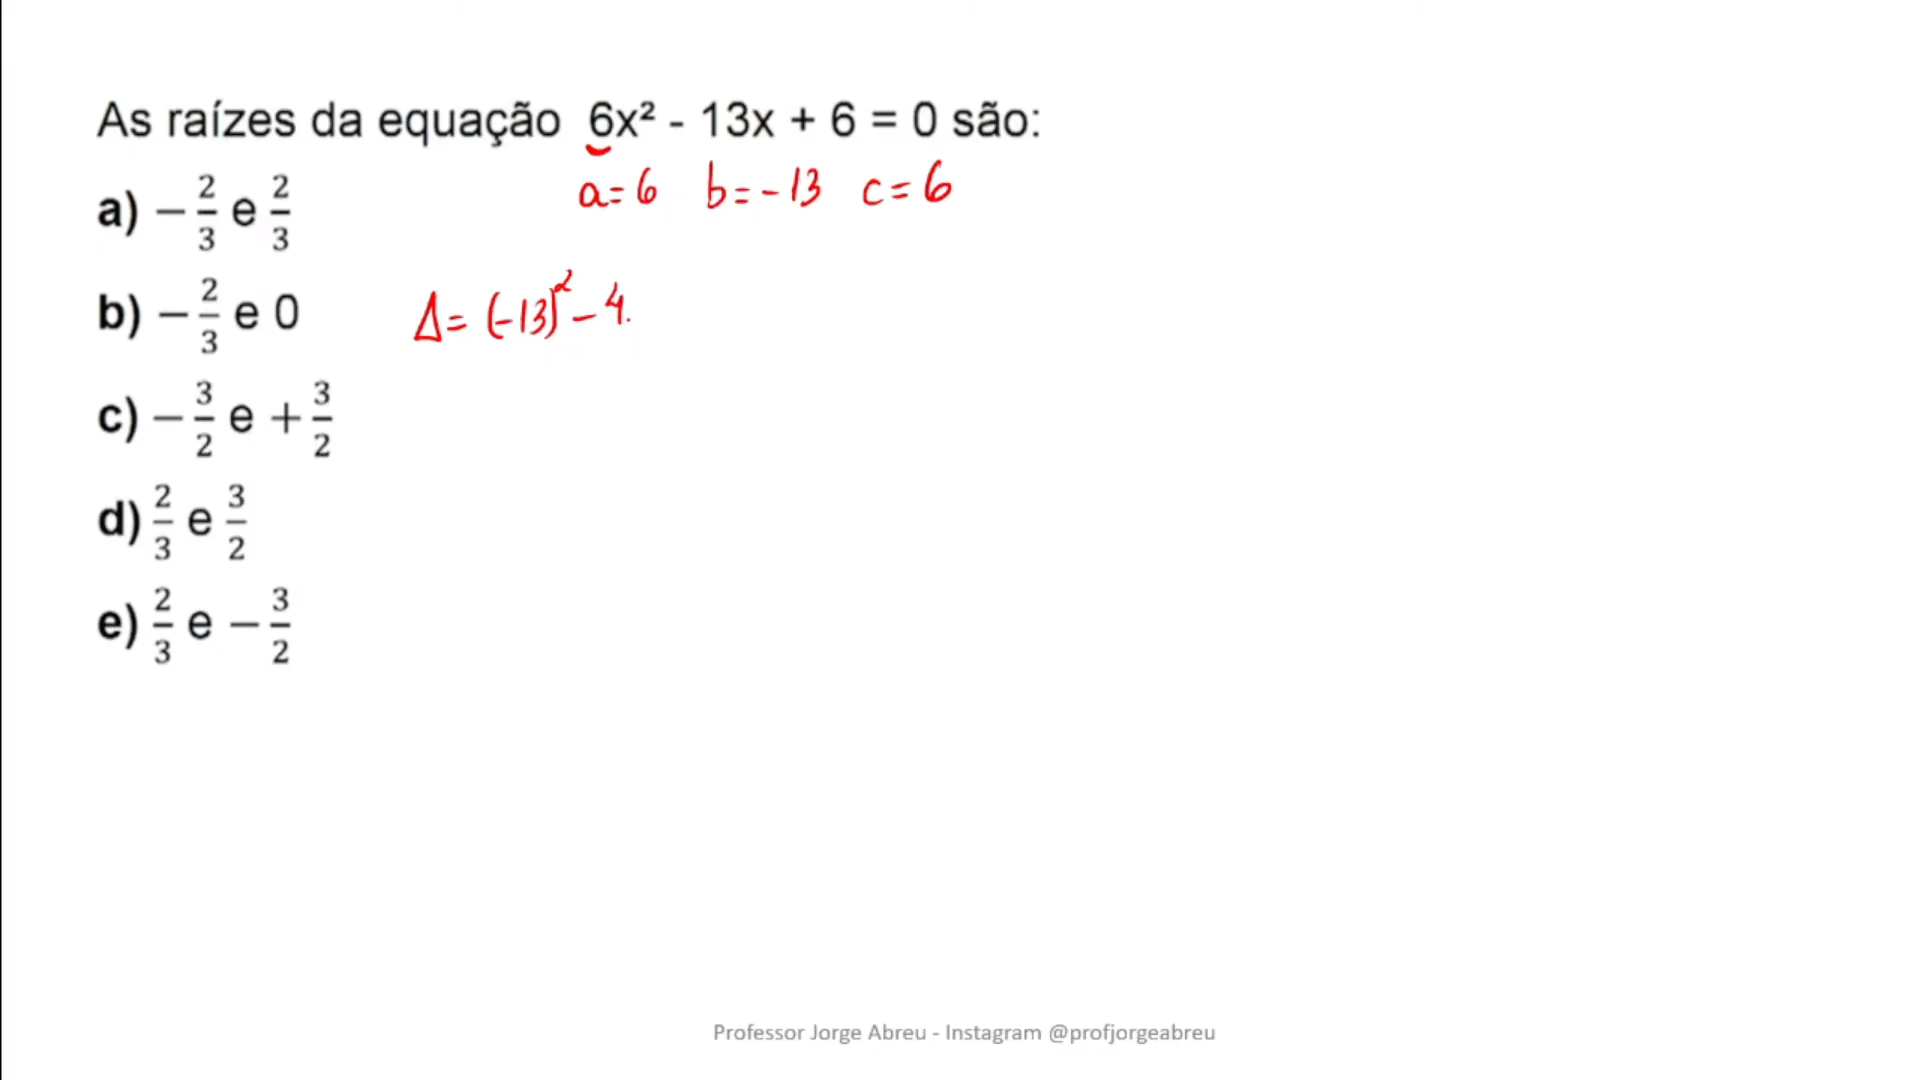 As raízes da equação 6x² - 13x + 6 = 0 são:
a=6 b=-13 c=6
a) −2/3 e 2/3
b) −2/3 e 0
Δ= (-13)² - 4.
c) −3/2 e +3/2
d) 2/3 e 3/2
e) 2/3 e −3/2
Professor Jorge Abreu - Instagram @profjorgeabreu